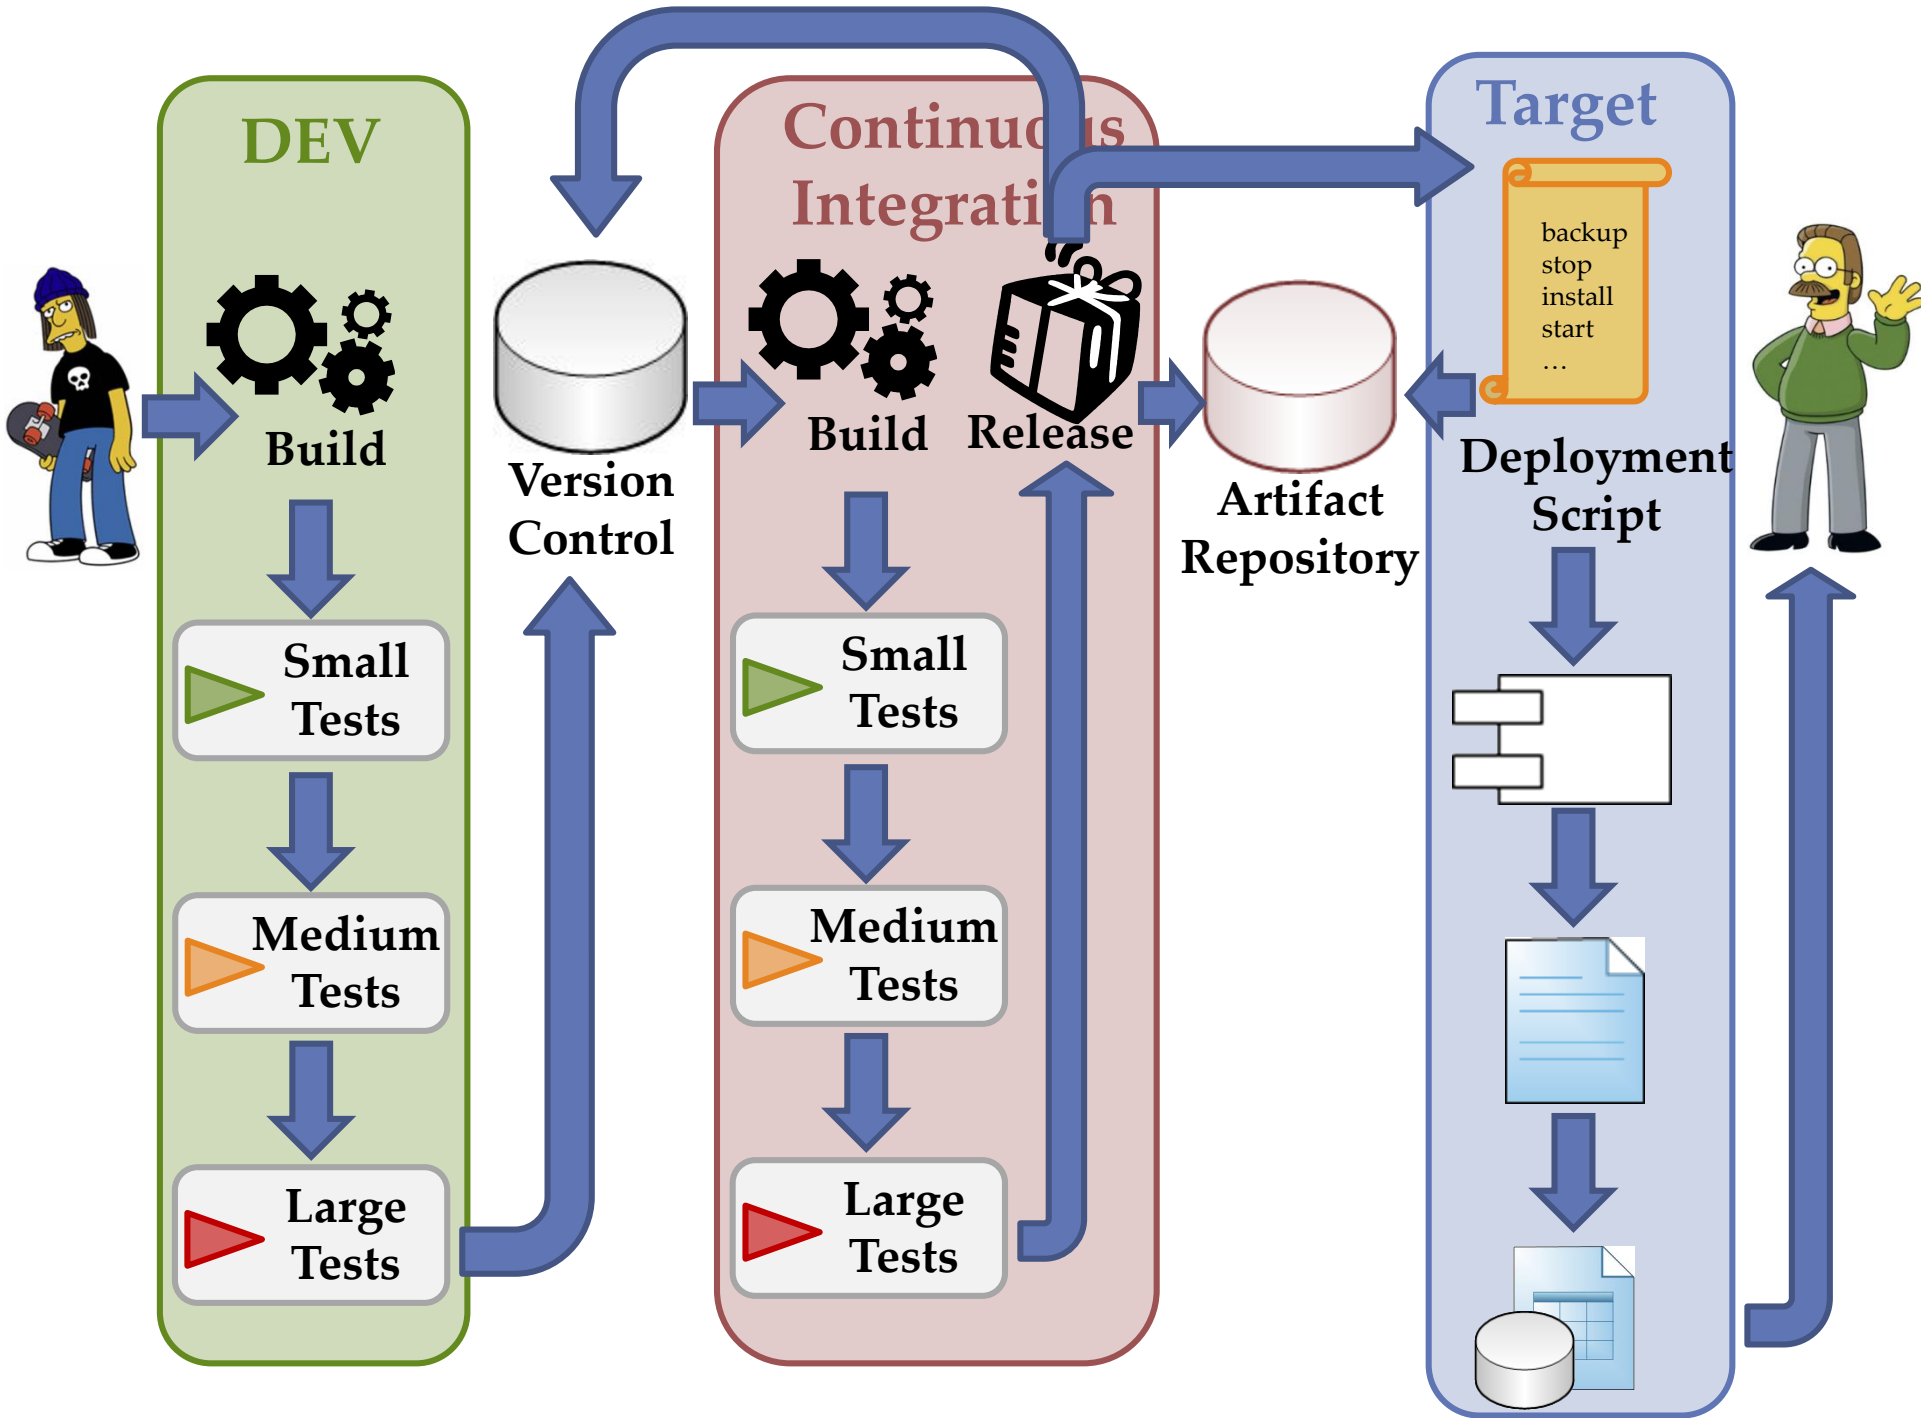 DEV
Build
Small
Tests
Medium
Tests
Large
Tests
Version
Control
Continuous
Integration
Build
Release
Small
Tests
Medium
Tests
Large
Tests
Artifact
Repository
Target
backup
stop
install
start
...
Deployment
Script